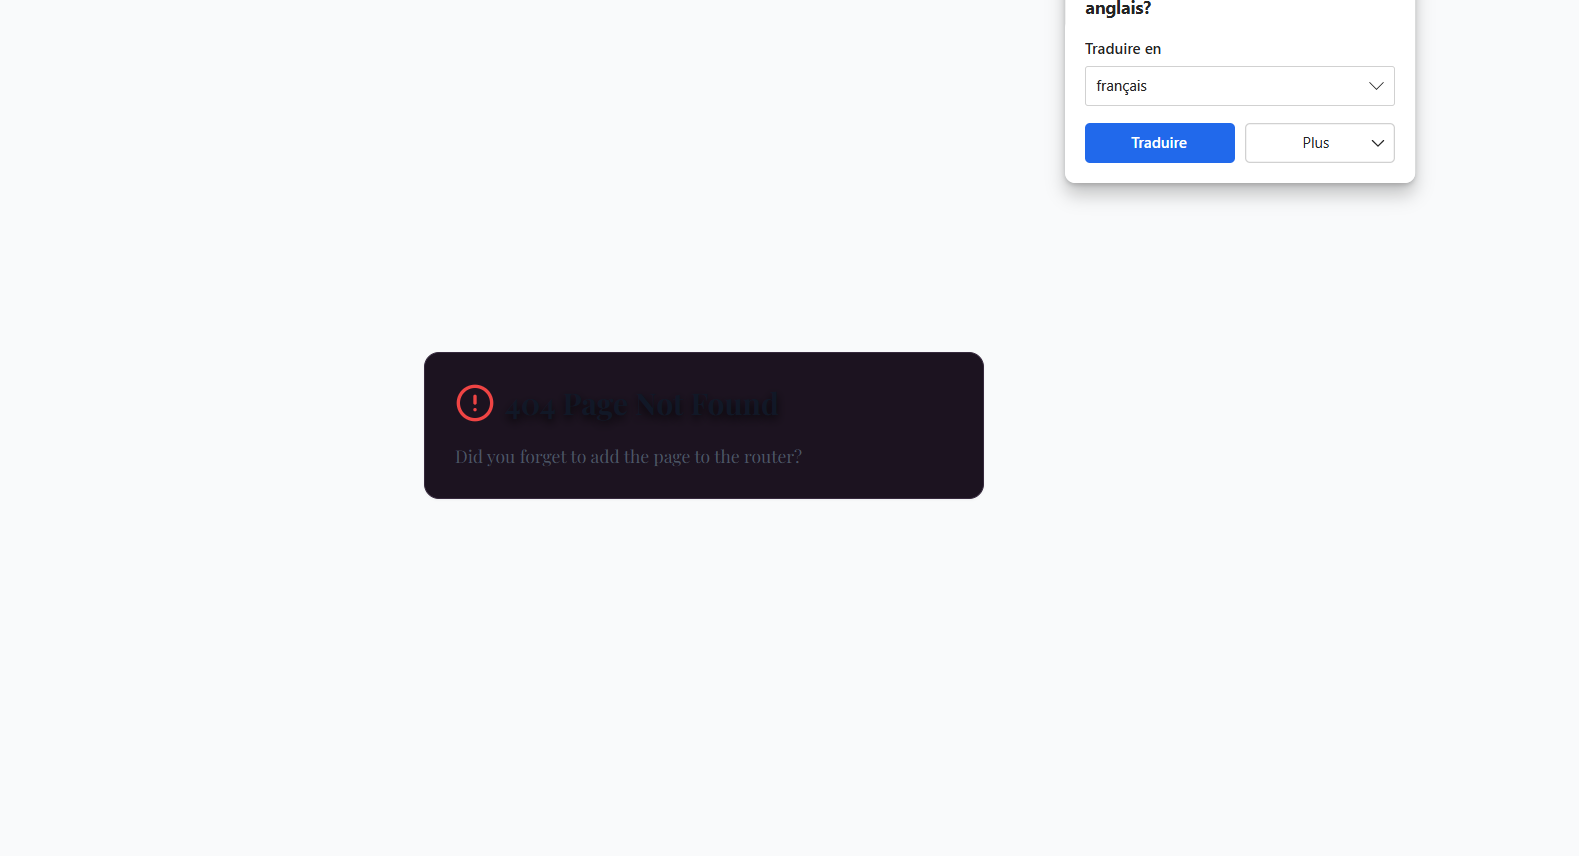 anglais?
Traduire en
français
Traduire
Plus
404 Page Not Found
Did you forget to add the page to the router?